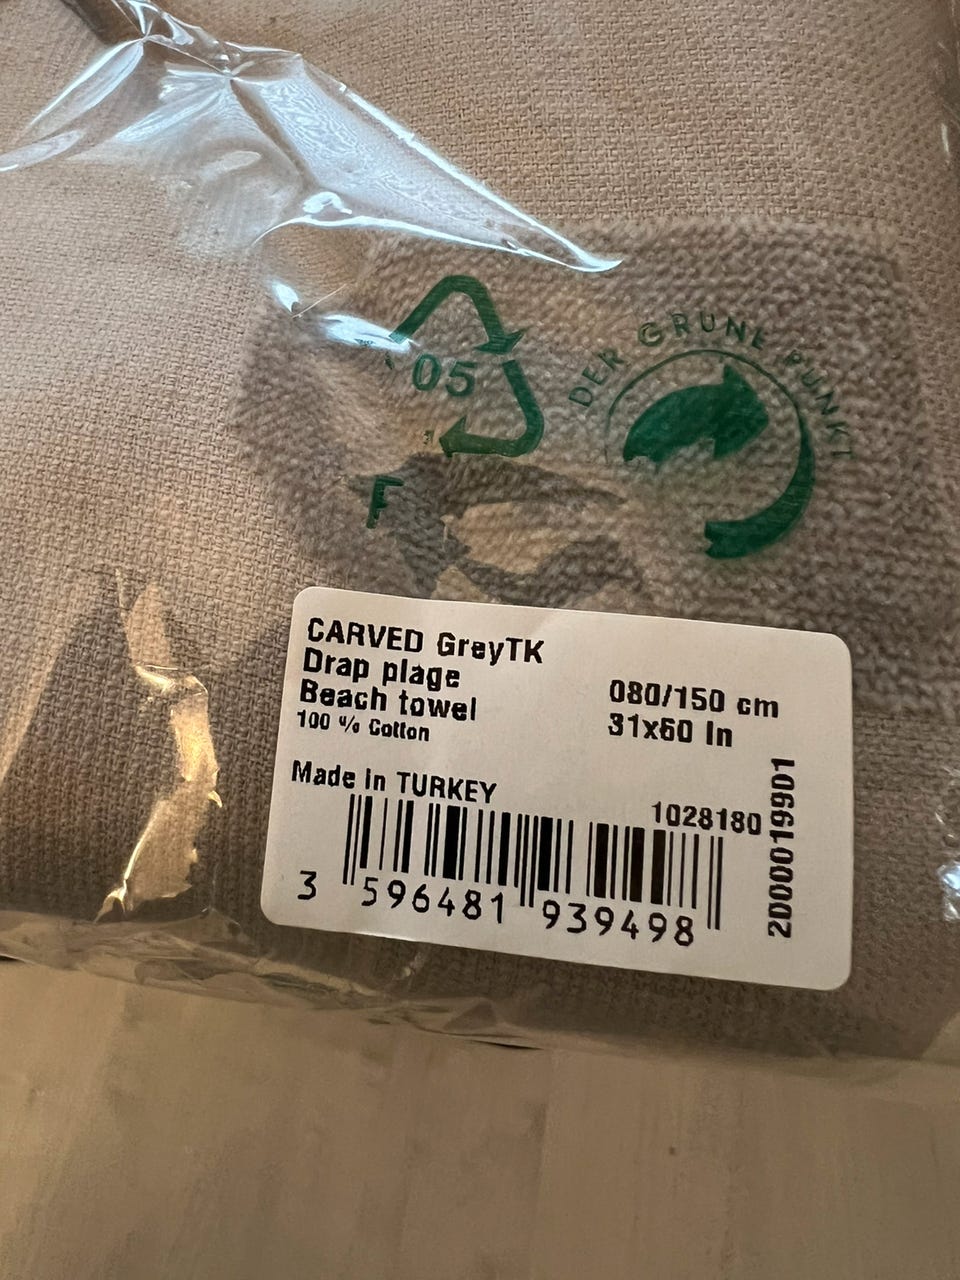 05
DER GRÜNE PUNKT
F
CARVED GreyTK
Drap plage
Beach towel
100 % Cotton
080/150 cm
31x60 In
Made in TURKEY
1028180
3 596481 939498
2000019901